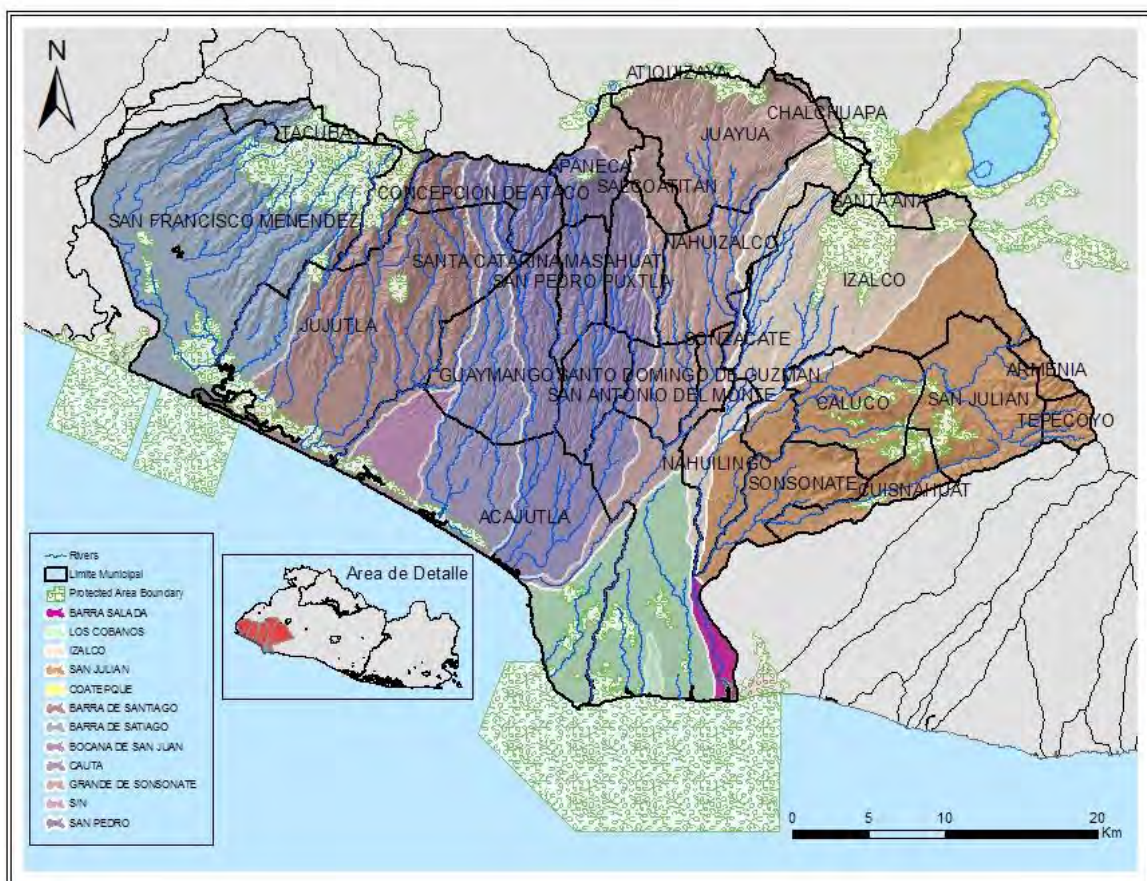 N
ATIQUIZAYA
CHALCHUAPA
TACUBA
JUAYUA
APANECA
CONCEPCION DE ATACO
SALCOATITAN
SANTA ANA
SAN FRANCISCO MENENDEZ
NAHUIZALCO
SANTA CATARINA MASAHUAT
SAN PEDRO PUXTLA
IZALCO
JUJUTLA
SONZACATE
GUAYMANGO
SANTO DOMINGO DE GUZMAN
SAN ANTONIO DEL MONTE
ARMENIA
CALUCO
SAN JULIAN
TEPECOYO
NAHUILINGO
SONSONATE
CUISNAHUAT
ACAJUTLA
Rivers
Limite Municipal
Protected Area Boundary
BARRA SALADA
LOS COBANOS
IZALCO
SAN JULIAN
COATEPQUE
BARRA DE SANTIAGO
BARRA DE SATIAGO
BOCANA DE SAN JUAN
CAUTA
GRANDE DE SONSONATE
S/N
SAN PEDRO
Area de Detalle
0 5 10 20
Km